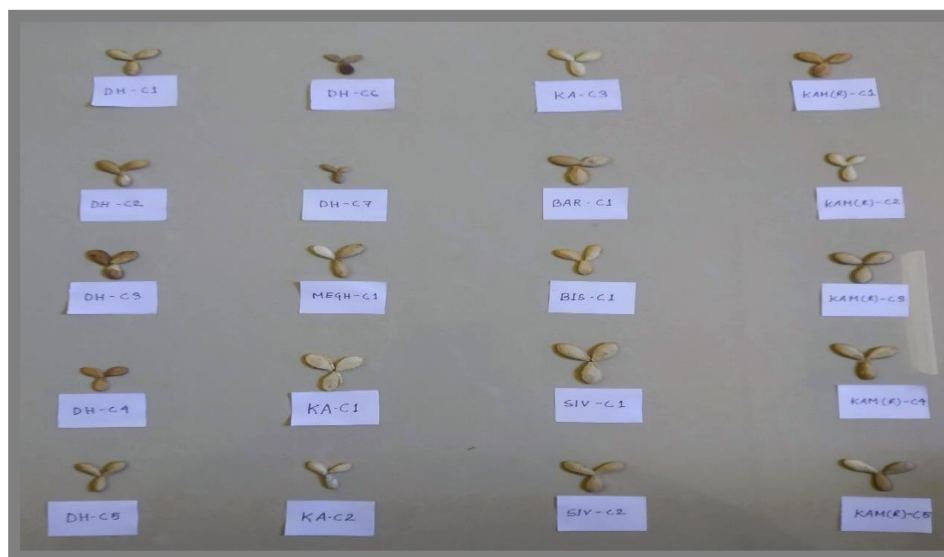 DH-C1
DH-C6
KA-C3
KAM(R)-C1
DH-C2
DH-C7
BAR-C1
KAM(R)-C2
DH-C3
MEGH-C1
BIS-C1
KAM(R)-C3
DH-C4
KA-C1
SIV-C1
KAM(R)-C4
DH-C5
KA-C2
SIV-C2
KAM(R)-C5